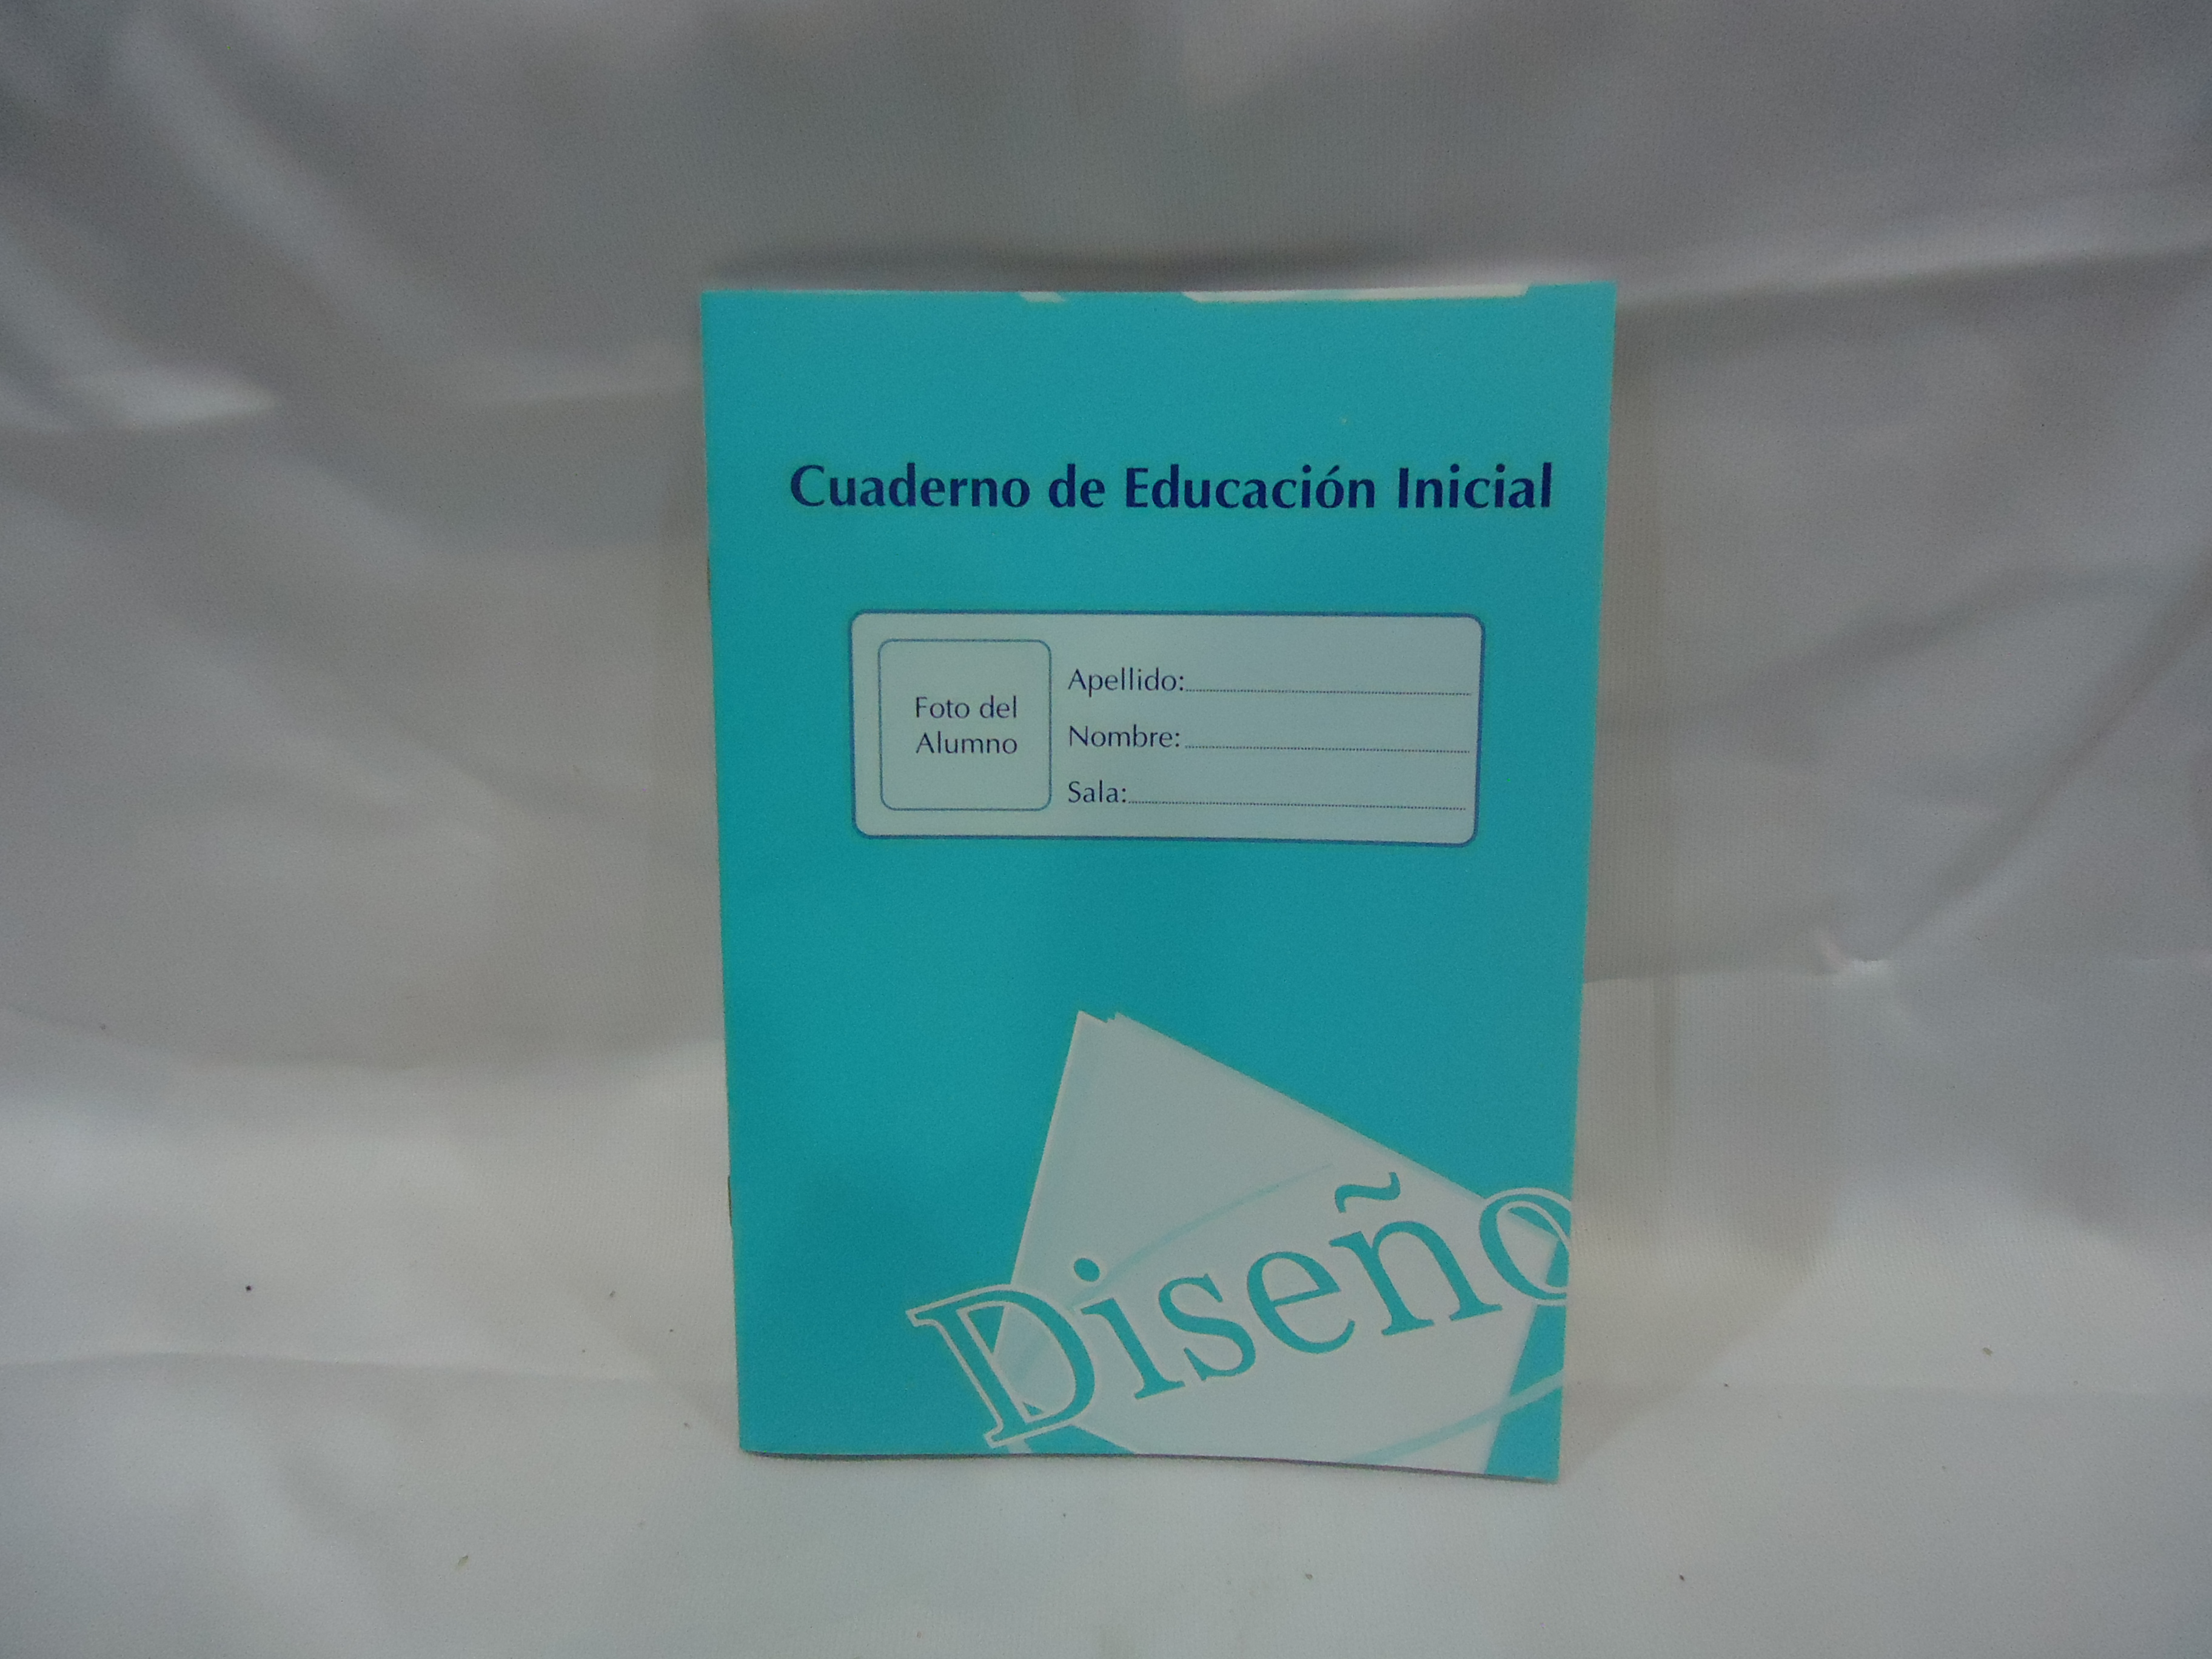 Cuaderno de Educación Inicial
Foto del
Alumno
Apellido:
Nombre:
Sala:
Diseño